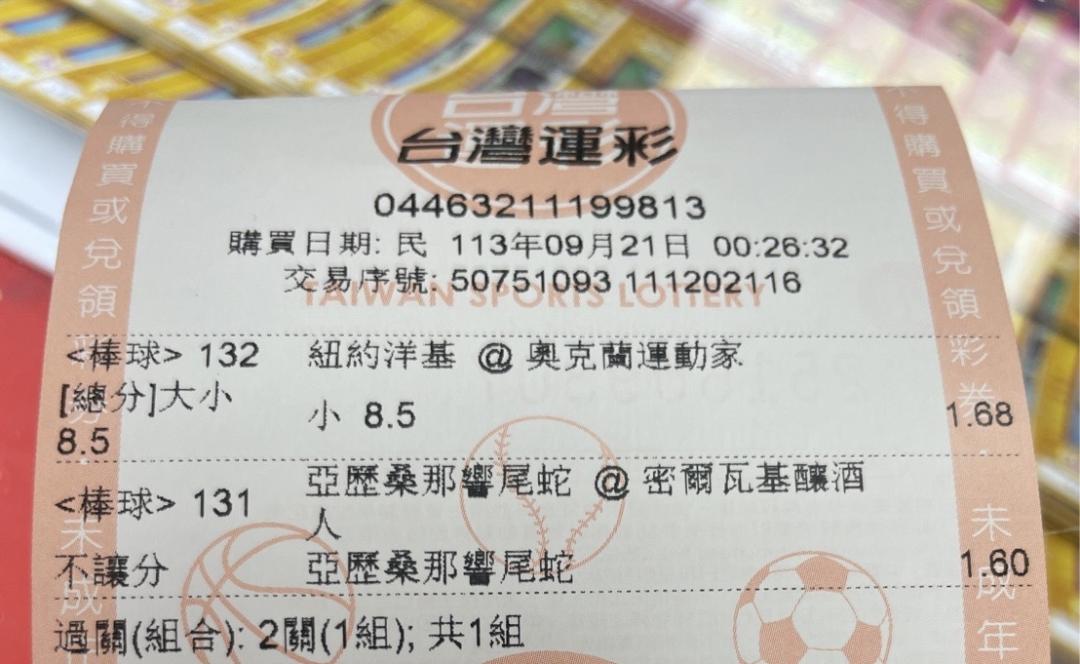 台灣
台灣運彩
04463211199813
購買日期: 民 113年09月21日 00:26:32
交易序號: 50751093 111202116
TAIWAN SPORTS LOTTERY
<棒球> 132 紐約洋基 @ 奧克蘭運動家
[總分]大小 小 8.5 1.68
8.5
<棒球> 131 亞歷桑那響尾蛇 @ 密爾瓦基釀酒
人
不讓分 亞歷桑那響尾蛇 1.60
過關(組合): 2關(1組); 共1組
不得購買或兌領彩券.未成
不得購買或兌領彩券.未成年